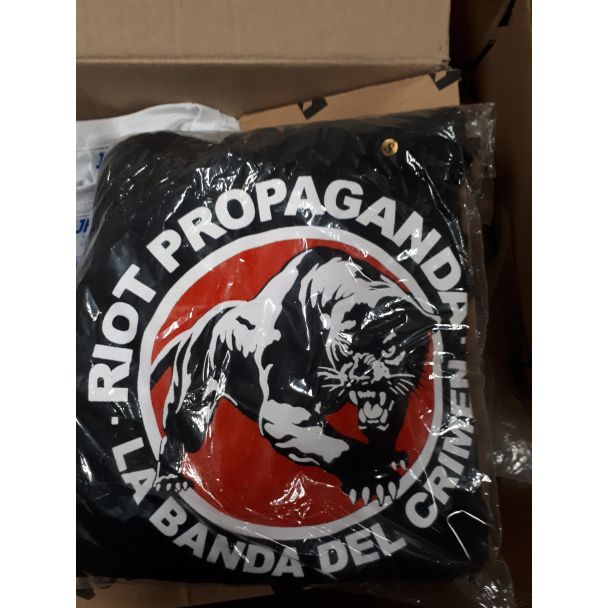 · RIOT PROPAGANDA ·
LA BANDA DEL CRIMEN
S